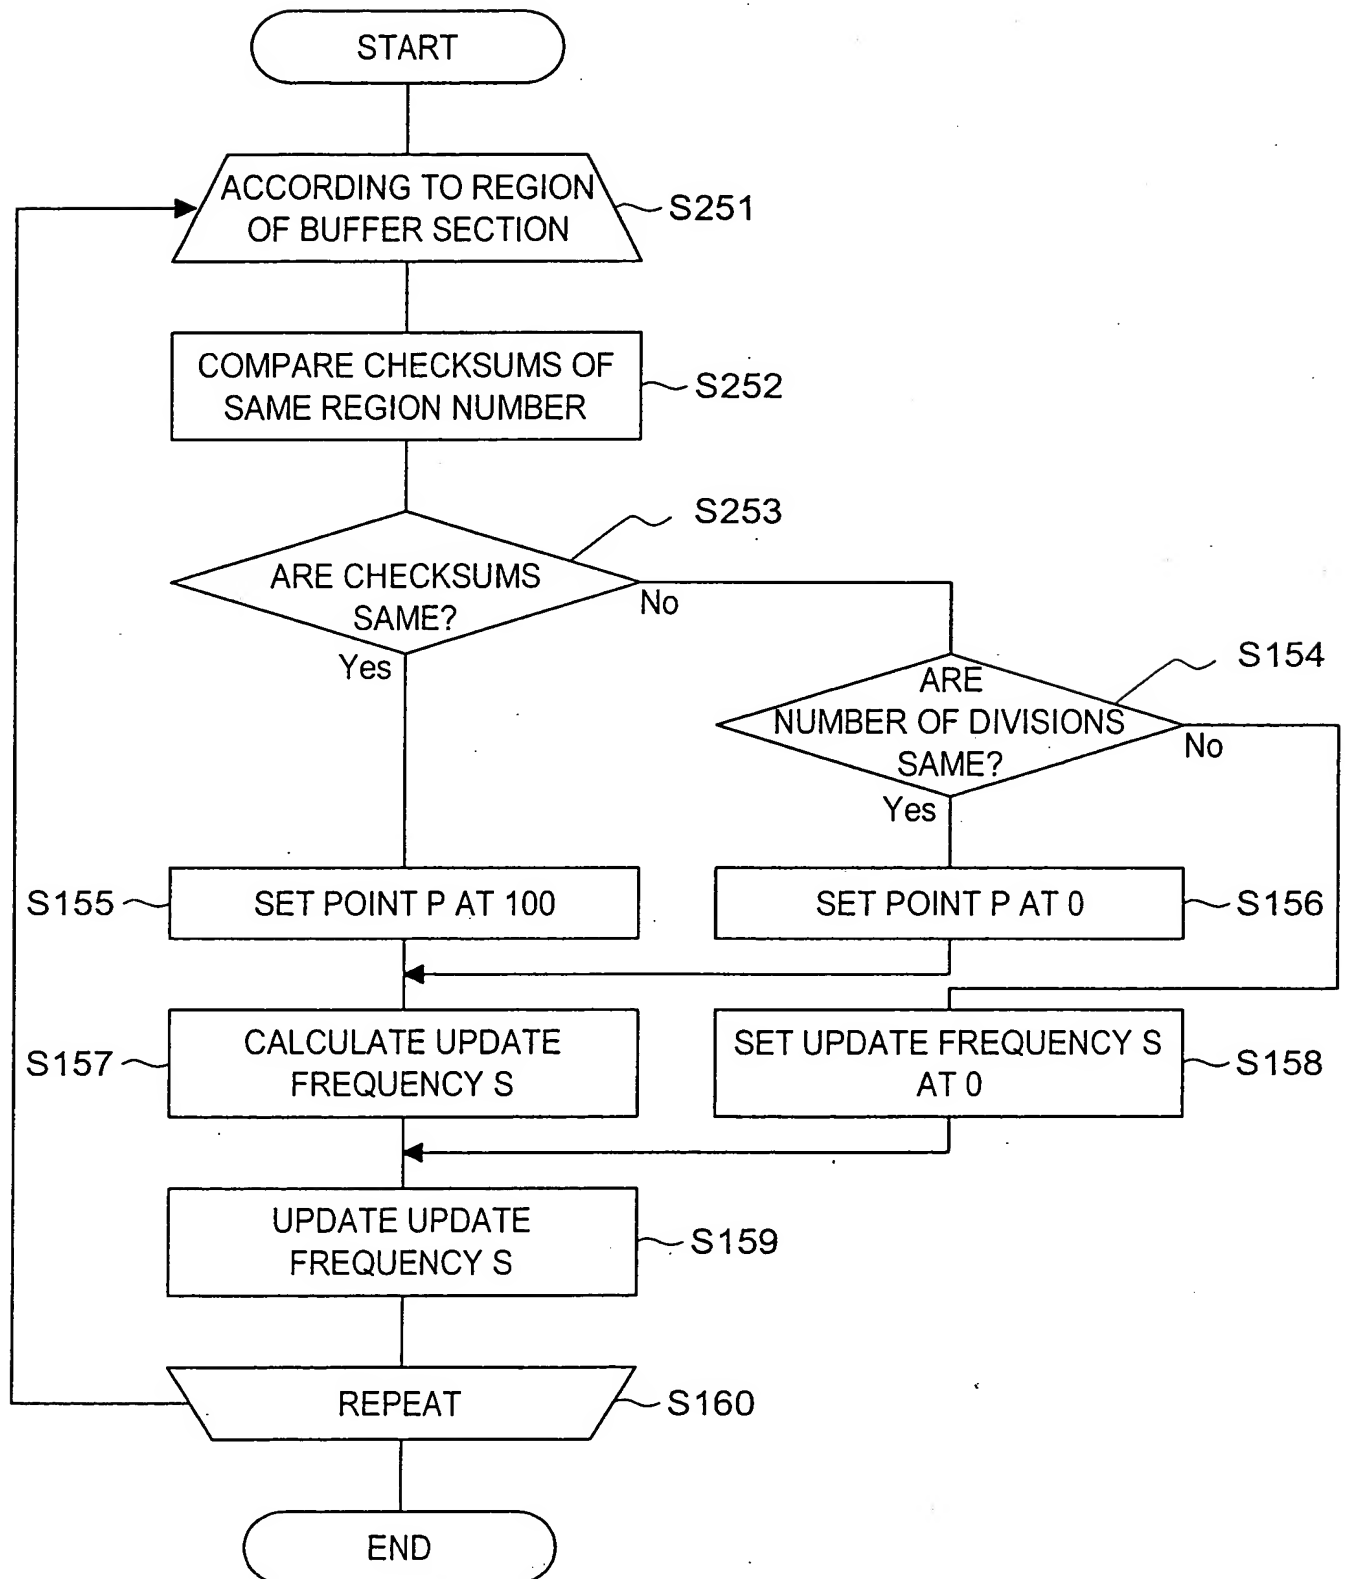 START
ACCORDING TO REGION
OF BUFFER SECTION
S251
COMPARE CHECKSUMS OF
SAME REGION NUMBER
S252
S253
ARE CHECKSUMS
SAME?
No
Yes
S154
ARE
NUMBER OF DIVISIONS
SAME?
No
Yes
S155
SET POINT P AT 100
SET POINT P AT 0
S156
S157
CALCULATE UPDATE
FREQUENCY S
SET UPDATE FREQUENCY S
AT 0
S158
UPDATE UPDATE
FREQUENCY S
S159
REPEAT
S160
END